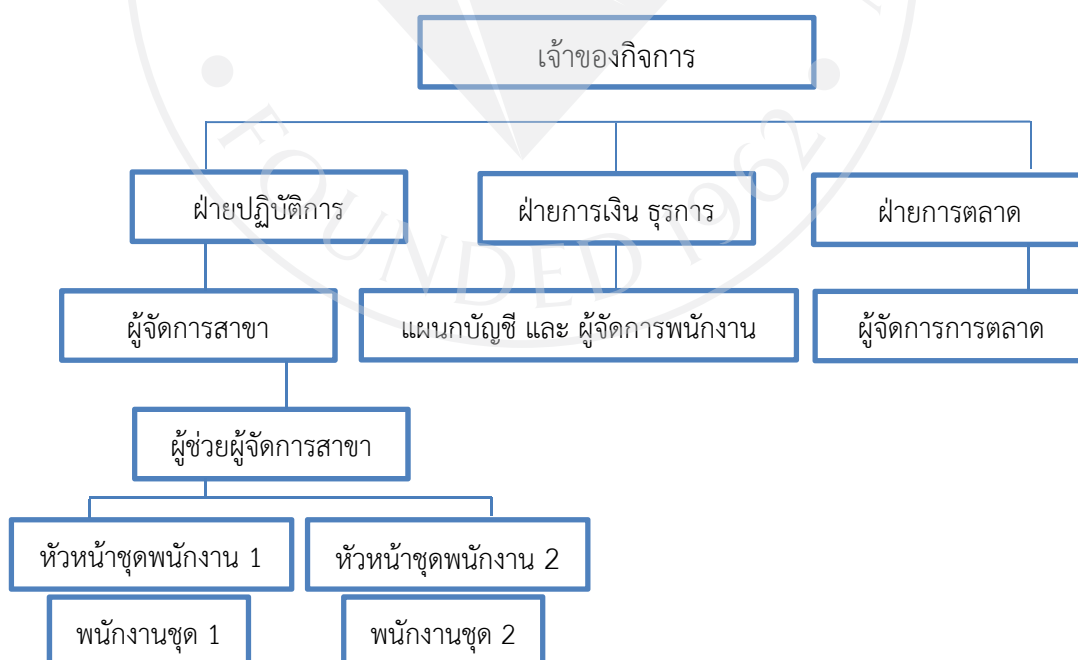 เจ้าของกิจการ
ฝ่ายปฏิบัติการ
ฝ่ายการเงิน ธุรการ
ฝ่ายการตลาด
ผู้จัดการสาขา
แผนกบัญชี และ ผู้จัดการพนักงาน
ผู้จัดการการตลาด
ผู้ช่วยผู้จัดการสาขา
หัวหน้าชุดพนักงาน 1
หัวหน้าชุดพนักงาน 2
พนักงานชุด 1
พนักงานชุด 2
FOUNDED 1962